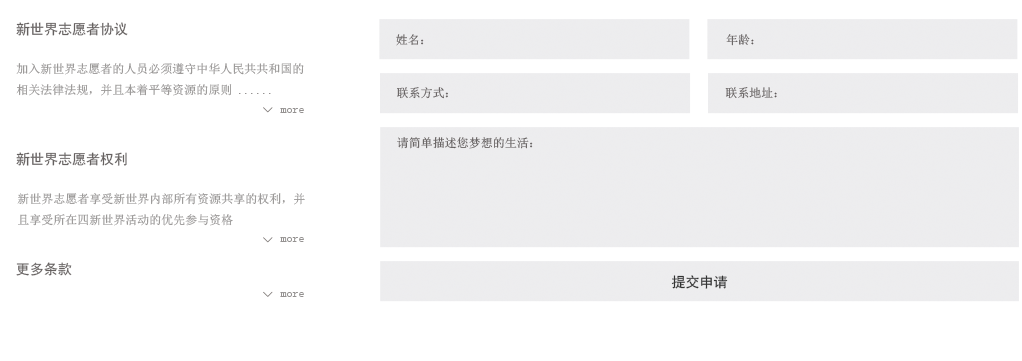 新世界志愿者协议
加入新世界志愿者的人员必须遵守中华人民共共和国的
相关法律法规，并且本着平等资源的原则 ......
more
新世界志愿者权利
新世界志愿者享受新世界内部所有资源共享的权利，并
且享受所在四新世界活动的优先参与资格
more
更多条款
more
姓名：
年龄：
联系方式：
联系地址：
请简单描述您梦想的生活：
提交申请